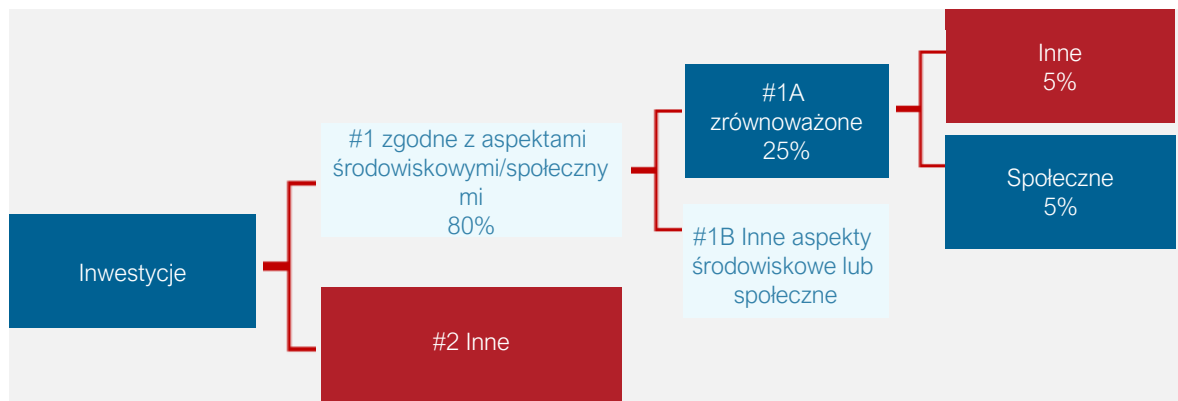 Inwestycje
#1 zgodne z aspektami
środowiskowymi/społeczny
mi
80%
#2 Inne
#1A
zrównoważone
25%
#1B Inne aspekty
środowiskowe lub
społeczne
Inne
5%
Społeczne
5%